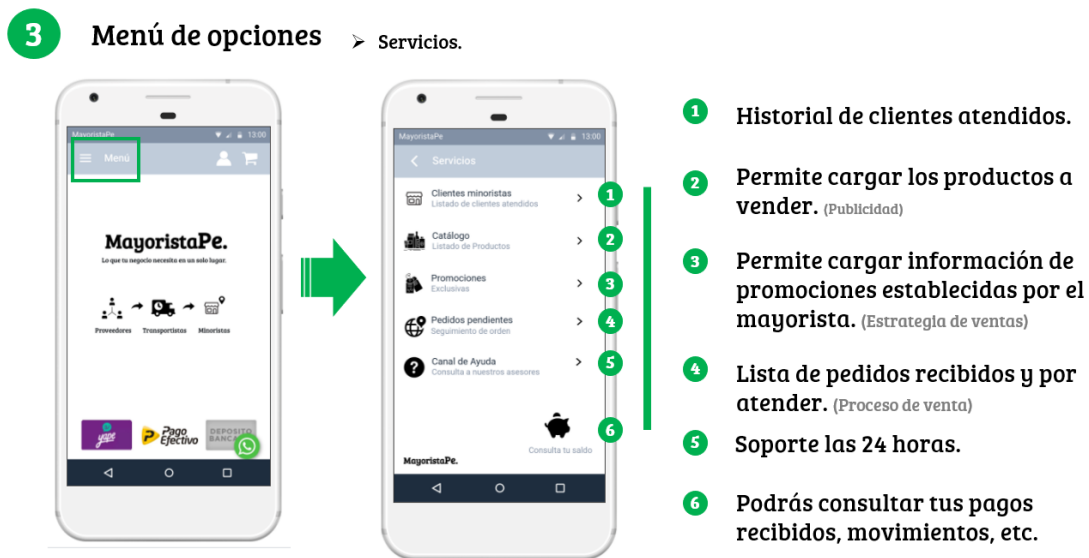 3
Menú de opciones
➢ Servicios.
MayoristaPe
13:00
Menú
MayoristaPe.
Lo que tu negocio necesita en un solo lugar.
Proveedores Transportistas Minoristas
yape
Pago
Efectivo
DEPOSITO
MayoristaPe
13:00
Servicios
Clientes minoristas
Listado de clientes atendidos
1
Catálogo
Listado de Productos
2
Promociones
Exclusivas
3
Pedidos pendientes
Seguimiento de orden
4
Canal de Ayuda
Consulta a nuestros asesores
5
6
Consulta tu saldo
MayoristaPe.
1 Historial de clientes atendidos.
2 Permite cargar los productos a
vender. (Publicidad)
3 Permite cargar información de
promociones establecidas por el
mayorista. (Estrategia de ventas)
4 Lista de pedidos recibidos y por
atender. (Proceso de venta)
5 Soporte las 24 horas.
6 Podrás consultar tus pagos
recibidos, movimientos, etc.